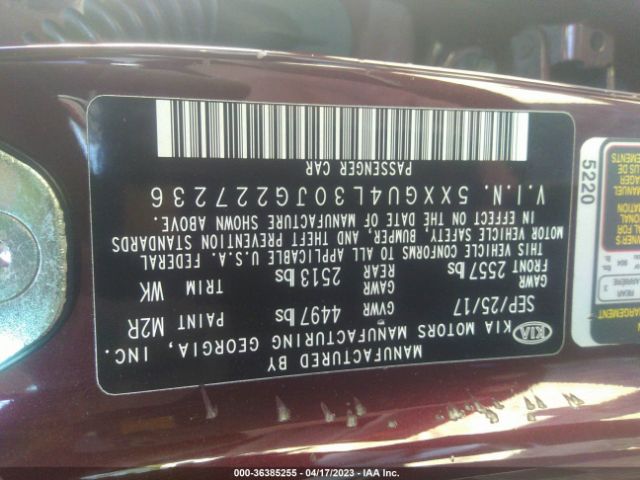 MANUFACTURED BY
KIA MOTORS MANUFACTURING GEORGIA, INC.
KIA
SEP/25/17 GVWR 4497 lbs PAINT M2R
GAWR FRONT 2557 lbs GAWR REAR 2513 lbs TRIM WK
THIS VEHICLE CONFORMS TO ALL APPLICABLE U.S.A. FEDERAL
MOTOR VEHICLE SAFETY, BUMPER, AND THEFT PREVENTION STANDARDS
IN EFFECT ON THE DATE OF MANUFACTURE SHOWN ABOVE.
V.I.N. 5XXGU4L30JG227236
PASSENGER CAR
5220
000-36385255 - 04/17/2023 - IAA Inc.